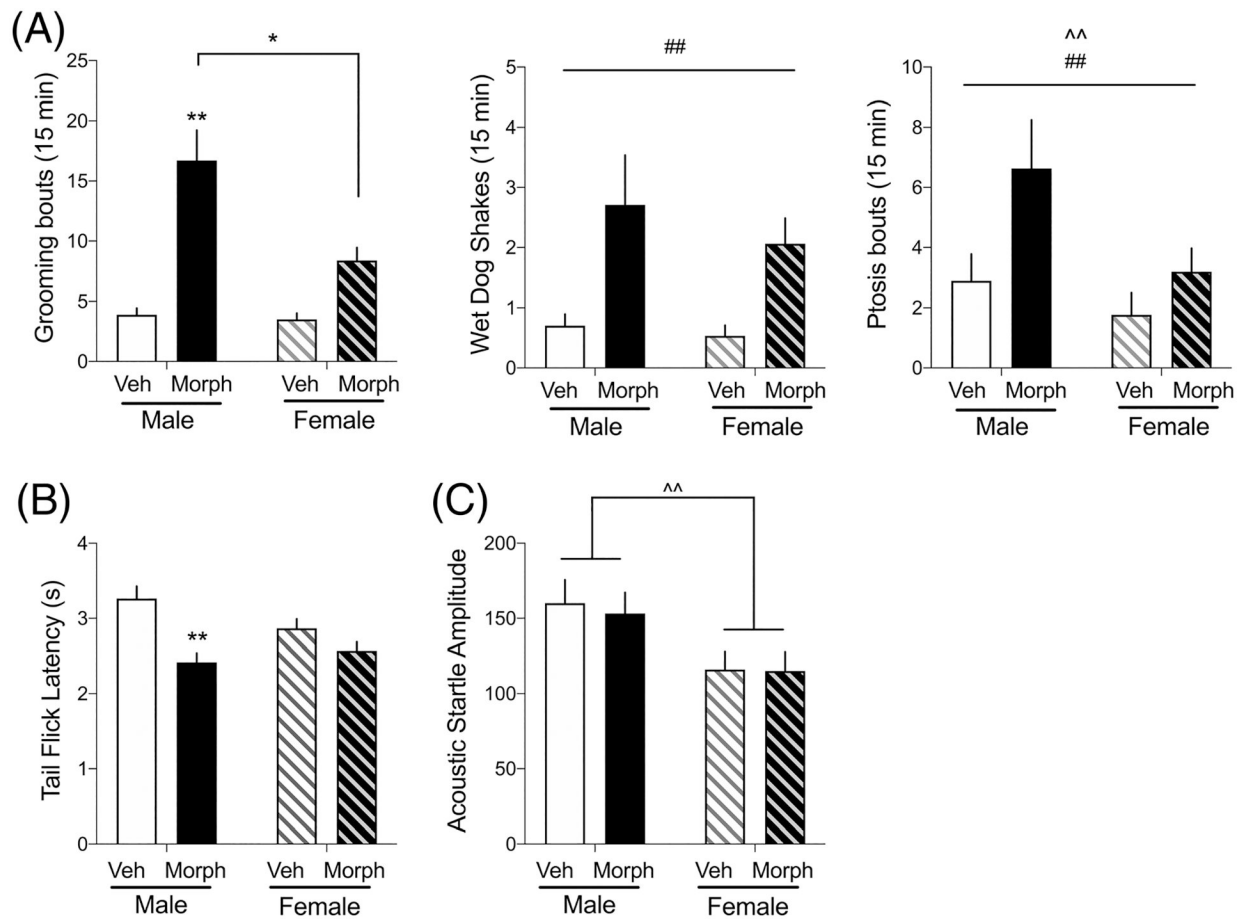 (A)
Grooming bouts (15 min)
25
20
15
10
5
0
*
**
Veh Morph Veh Morph
Male Female
Wet Dog Shakes (15 min)
5
4
3
2
1
0
##
Veh Morph Veh Morph
Male Female
Ptosis bouts (15 min)
10
8
6
4
2
0
^^
##
Veh Morph Veh Morph
Male Female
(B)
Tail Flick Latency (s)
4
3
2
1
0
**
Veh Morph Veh Morph
Male Female
(C)
Acoustic Startle Amplitude
200
150
100
50
0
^^
Veh Morph Veh Morph
Male Female